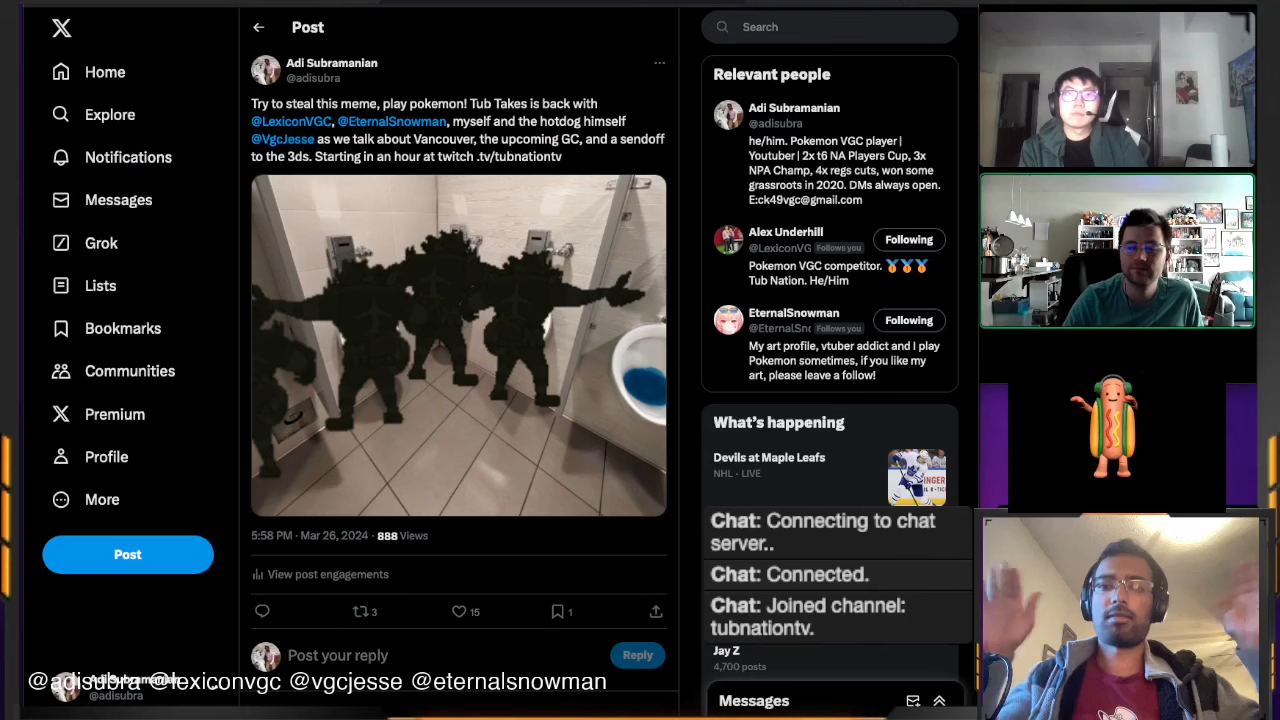 Home
Explore
Notifications
Messages
Grok
Lists
Bookmarks
Communities
Premium
Profile
More
Post
Post
Adi Subramanian
@adisubra
Try to steal this meme, play pokemon! Tub Takes is back with
@LexiconVGC, @EternalSnowman, myself and the hotdog himself
@VgcJesse as we talk about Vancouver, the upcoming GC, and a sendoff
to the 3ds. Starting in an hour at twitch .tv/tubnationtv
5:58 PM · Mar 26, 2024 · 888 Views
View post engagements
3
15
1
Post your reply
Reply
Search
Relevant people
Adi Subramanian
@adisubra
he/him. Pokemon VGC player |
Youtuber | 2x t6 NA Players Cup, 3x
NPA Champ, 4x regs cuts, won some
grassroots in 2020. DMs always open.
E:ck49vgc@gmail.com
Alex Underhill
@LexiconVG Follows you
Following
Pokemon VGC competitor.
Tub Nation. He/Him
EternalSnowman
@EternalSno Follows you
Following
My art profile, vtuber addict and I play
Pokemon sometimes, if you like my
art, please leave a follow!
What's happening
Devils at Maple Leafs
NHL · LIVE
Chat: Connecting to chat
server..
Chat: Connected.
Chat: Joined channel:
tubnationtv.
Jay Z
4,700 posts
Messages
Adi Subramanian
@adisubra
@adisubra @lexiconvgc @vgcjesse @eternalsnowman